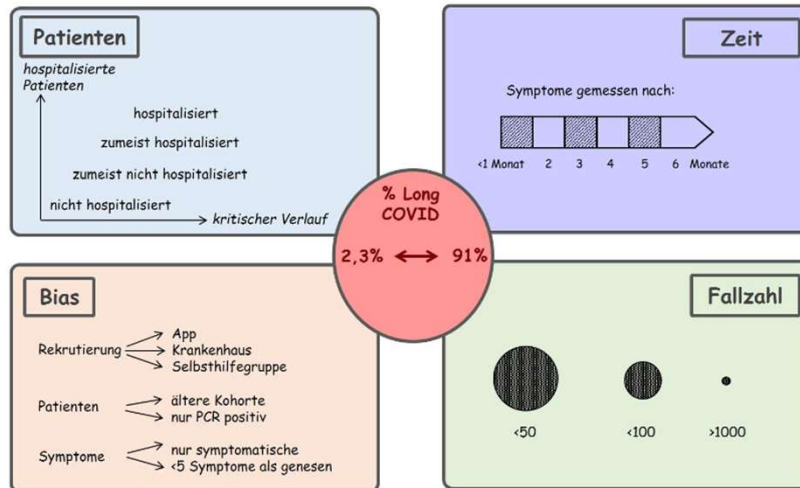 Patienten
hospitalisierte
Patienten
hospitalisiert
zumeist hospitalisiert
zumeist nicht hospitalisiert
nicht hospitalisiert
kritischer Verlauf
Zeit
Symptome gemessen nach:
<1 Monat 2 3 4 5 6 Monate
% Long
COVID
2,3% ↔ 91%
Bias
Rekrutierung
App
Krankenhaus
Selbsthilfegruppe
Patienten
ältere Kohorte
nur PCR positiv
Symptome
nur symptomatische
<5 Symptome als genesen
Fallzahl
<50 <100 >1000